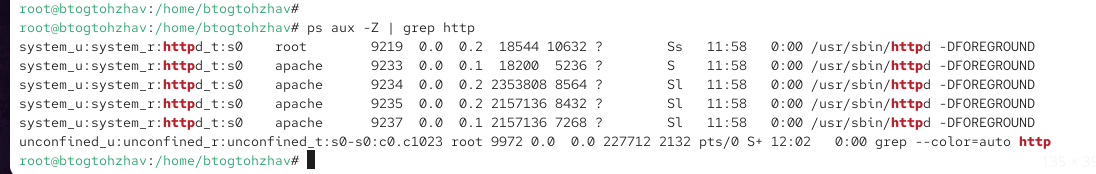 root@btogtohzhav:/home/btogtohzhav#
root@btogtohzhav:/home/btogtohzhav# ps aux -Z | grep http
system_u:system_r:httpd_t:s0    root        9219  0.0  0.2  18544 10632 ?        Ss   11:58   0:00 /usr/sbin/httpd -DFOREGROUND
system_u:system_r:httpd_t:s0    apache      9233  0.0  0.1  18200  5236 ?        S    11:58   0:00 /usr/sbin/httpd -DFOREGROUND
system_u:system_r:httpd_t:s0    apache      9234  0.0  0.2 2353808 8564 ?        Sl   11:58   0:00 /usr/sbin/httpd -DFOREGROUND
system_u:system_r:httpd_t:s0    apache      9235  0.0  0.2 2157136 8432 ?        Sl   11:58   0:00 /usr/sbin/httpd -DFOREGROUND
system_u:system_r:httpd_t:s0    apache      9237  0.0  0.1 2157136 7268 ?        Sl   11:58   0:00 /usr/sbin/httpd -DFOREGROUND
unconfined_u:unconfined_r:unconfined_t:s0-s0:c0.c1023 root 9972 0.0  0.0 227712 2132 pts/0 S+ 12:02   0:00 grep --color=auto http
root@btogtohzhav:/home/btogtohzhav#